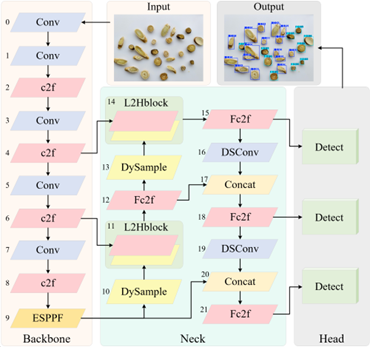 Input
Output
0 Conv
1 Conv
2 c2f
3 Conv
4 c2f
5 Conv
6 c2f
7 Conv
8 c2f
9 ESPPF
Backbone
14 L2Hblock
13 DySample
12 Fc2f
11 L2Hblock
10 DySample
15 Fc2f
16 DSConv
17 Concat
18 Fc2f
19 DSConv
20 Concat
21 Fc2f
Neck
Detect
Detect
Detect
Head